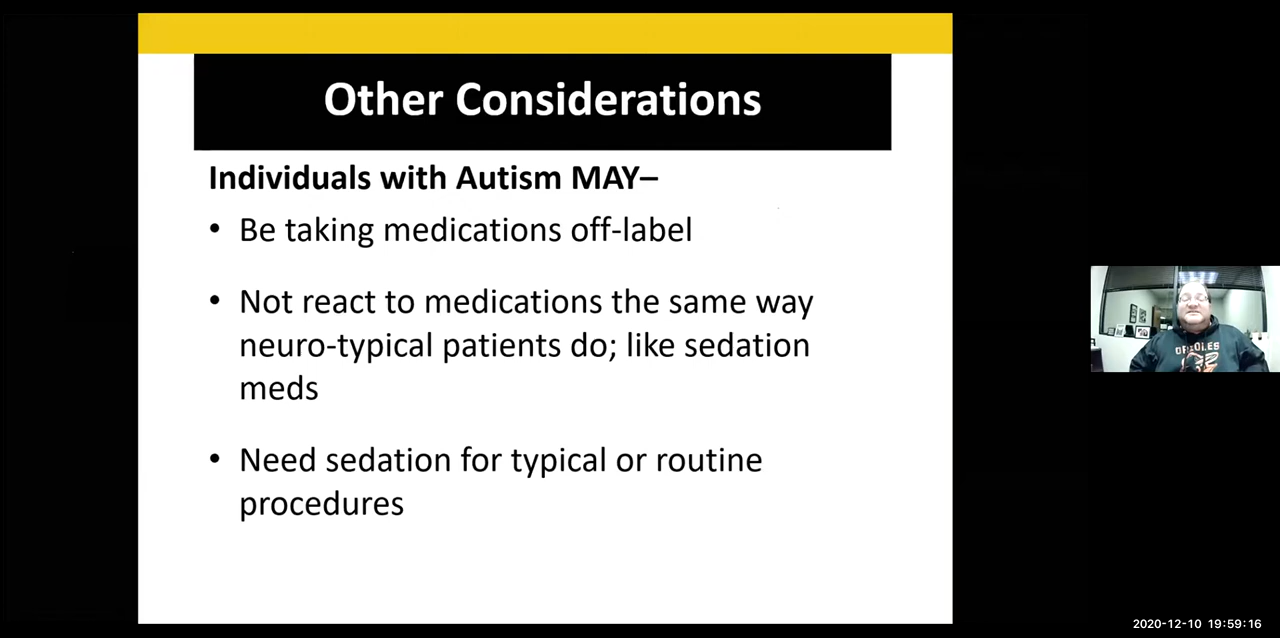 Other Considerations
Individuals with Autism MAY–
• Be taking medications off-label
• Not react to medications the same way
neuro-typical patients do; like sedation
meds
• Need sedation for typical or routine
procedures
ORIOLES
2020-12-10 19:59:16